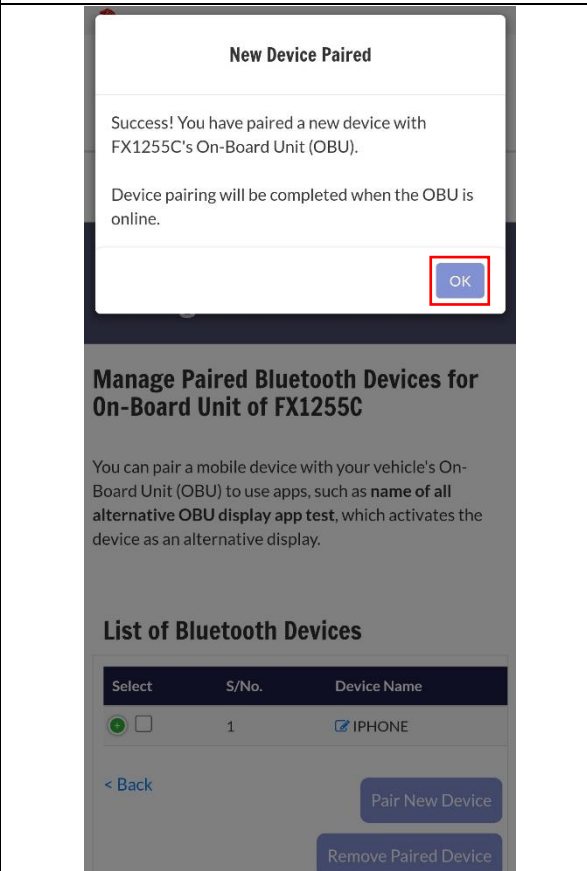 New Device Paired
Success! You have paired a new device with
FX1255C's On-Board Unit (OBU).
Device pairing will be completed when the OBU is
online.
OK
Manage Paired Bluetooth Devices for
On-Board Unit of FX1255C
You can pair a mobile device with your vehicle's On-
Board Unit (OBU) to use apps, such as name of all
alternative OBU display app test, which activates the
device as an alternative display.
List of Bluetooth Devices
Select S/No. Device Name
1 IPHONE
< Back
Pair New Device
Remove Paired Device